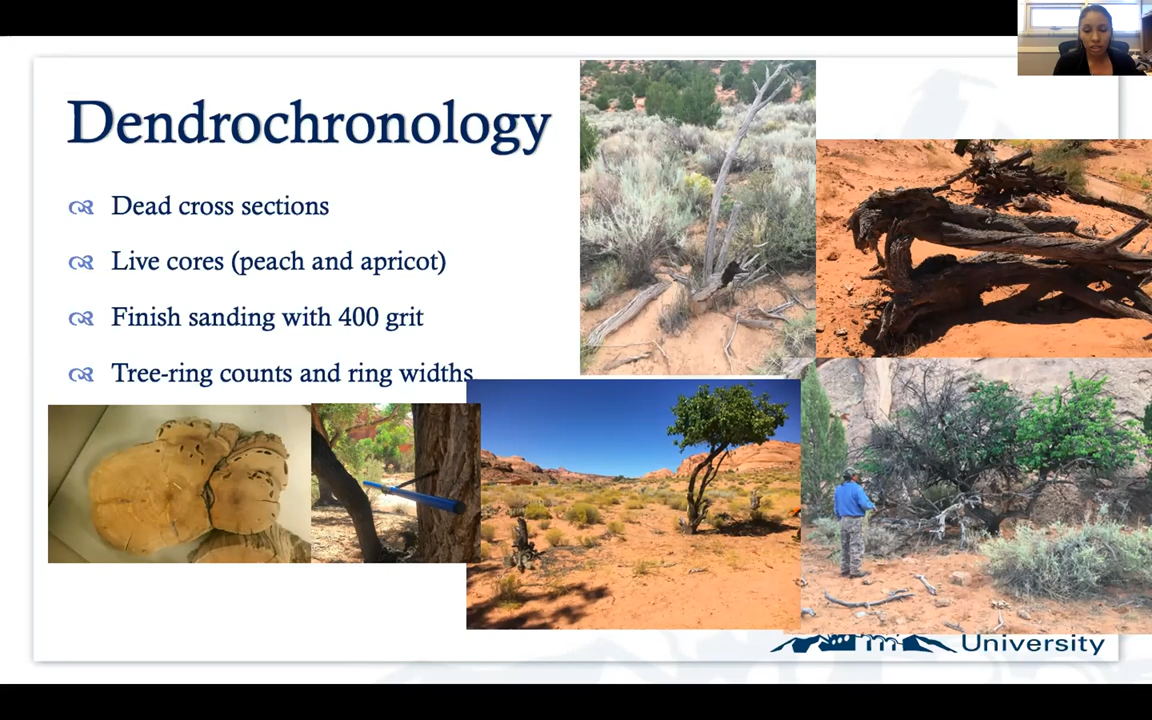 Dendrochronology
Dead cross sections
Live cores (peach and apricot)
Finish sanding with 400 grit
Tree-ring counts and ring widths
University